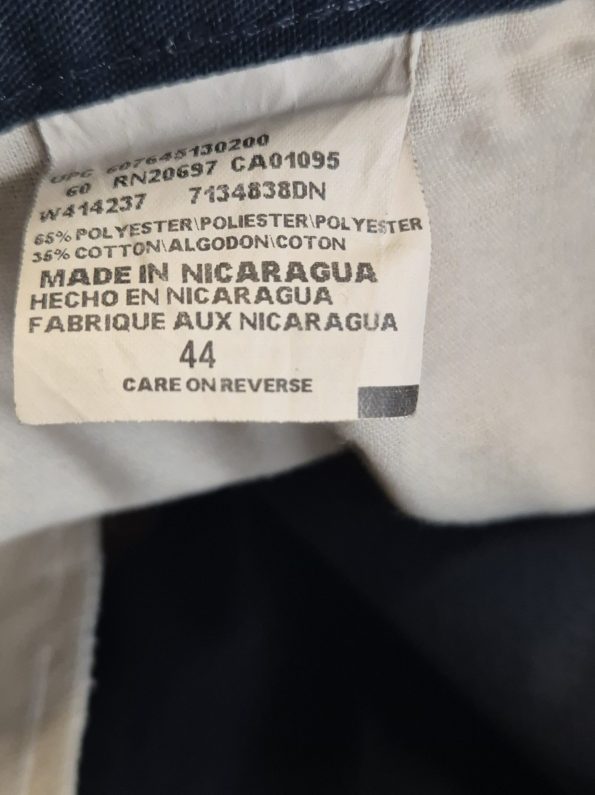 UPC 607645130200
60 RN20697 CA01095
W414237 7134838DN
65% POLYESTER\POLIESTER\POLYESTER
35% COTTON\ALGODON\COTON
MADE IN NICARAGUA
HECHO EN NICARAGUA
FABRIQUE AUX NICARAGUA
44
CARE ON REVERSE